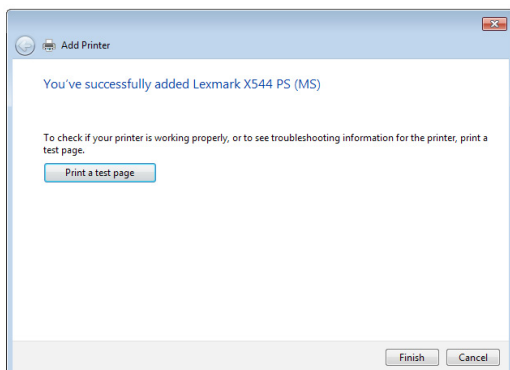 Add Printer
You've successfully added Lexmark X544 PS (MS)
To check if your printer is working properly, or to see troubleshooting information for the printer, print a
test page.
Print a test page
Finish Cancel